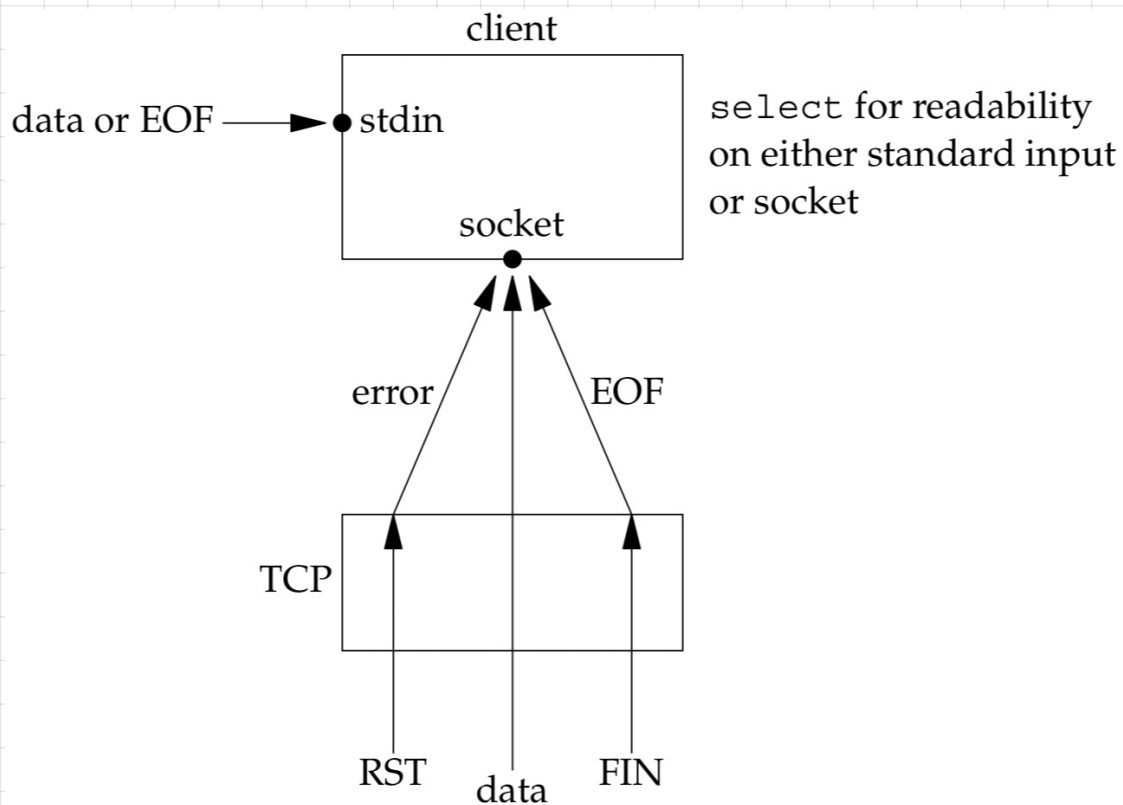 client
data or EOF
stdin
select for readability
on either standard input
or socket
socket
error
EOF
TCP
RST
data
FIN